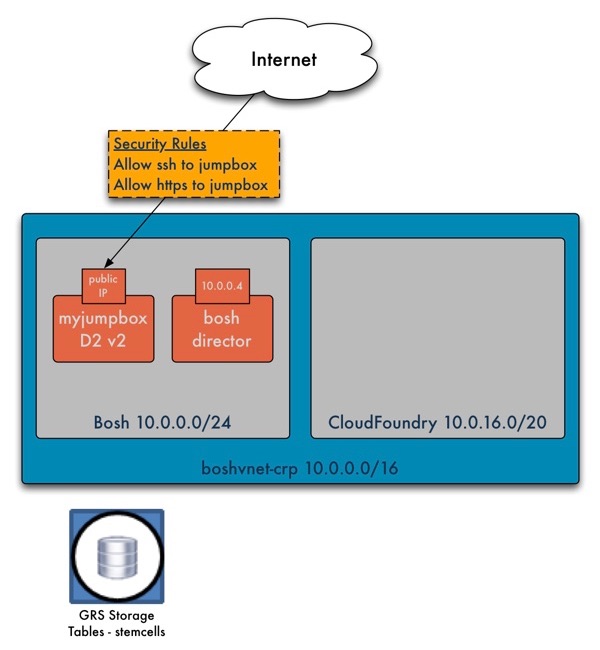 Internet
Security Rules
Allow ssh to jumpbox
Allow https to jumpbox
public
IP
myjumpbox
D2 v2
10.0.0.4
bosh
director
Bosh 10.0.0.0/24
CloudFoundry 10.0.16.0/20
boshvnet-crp 10.0.0.0/16
GRS Storage
Tables - stemcells